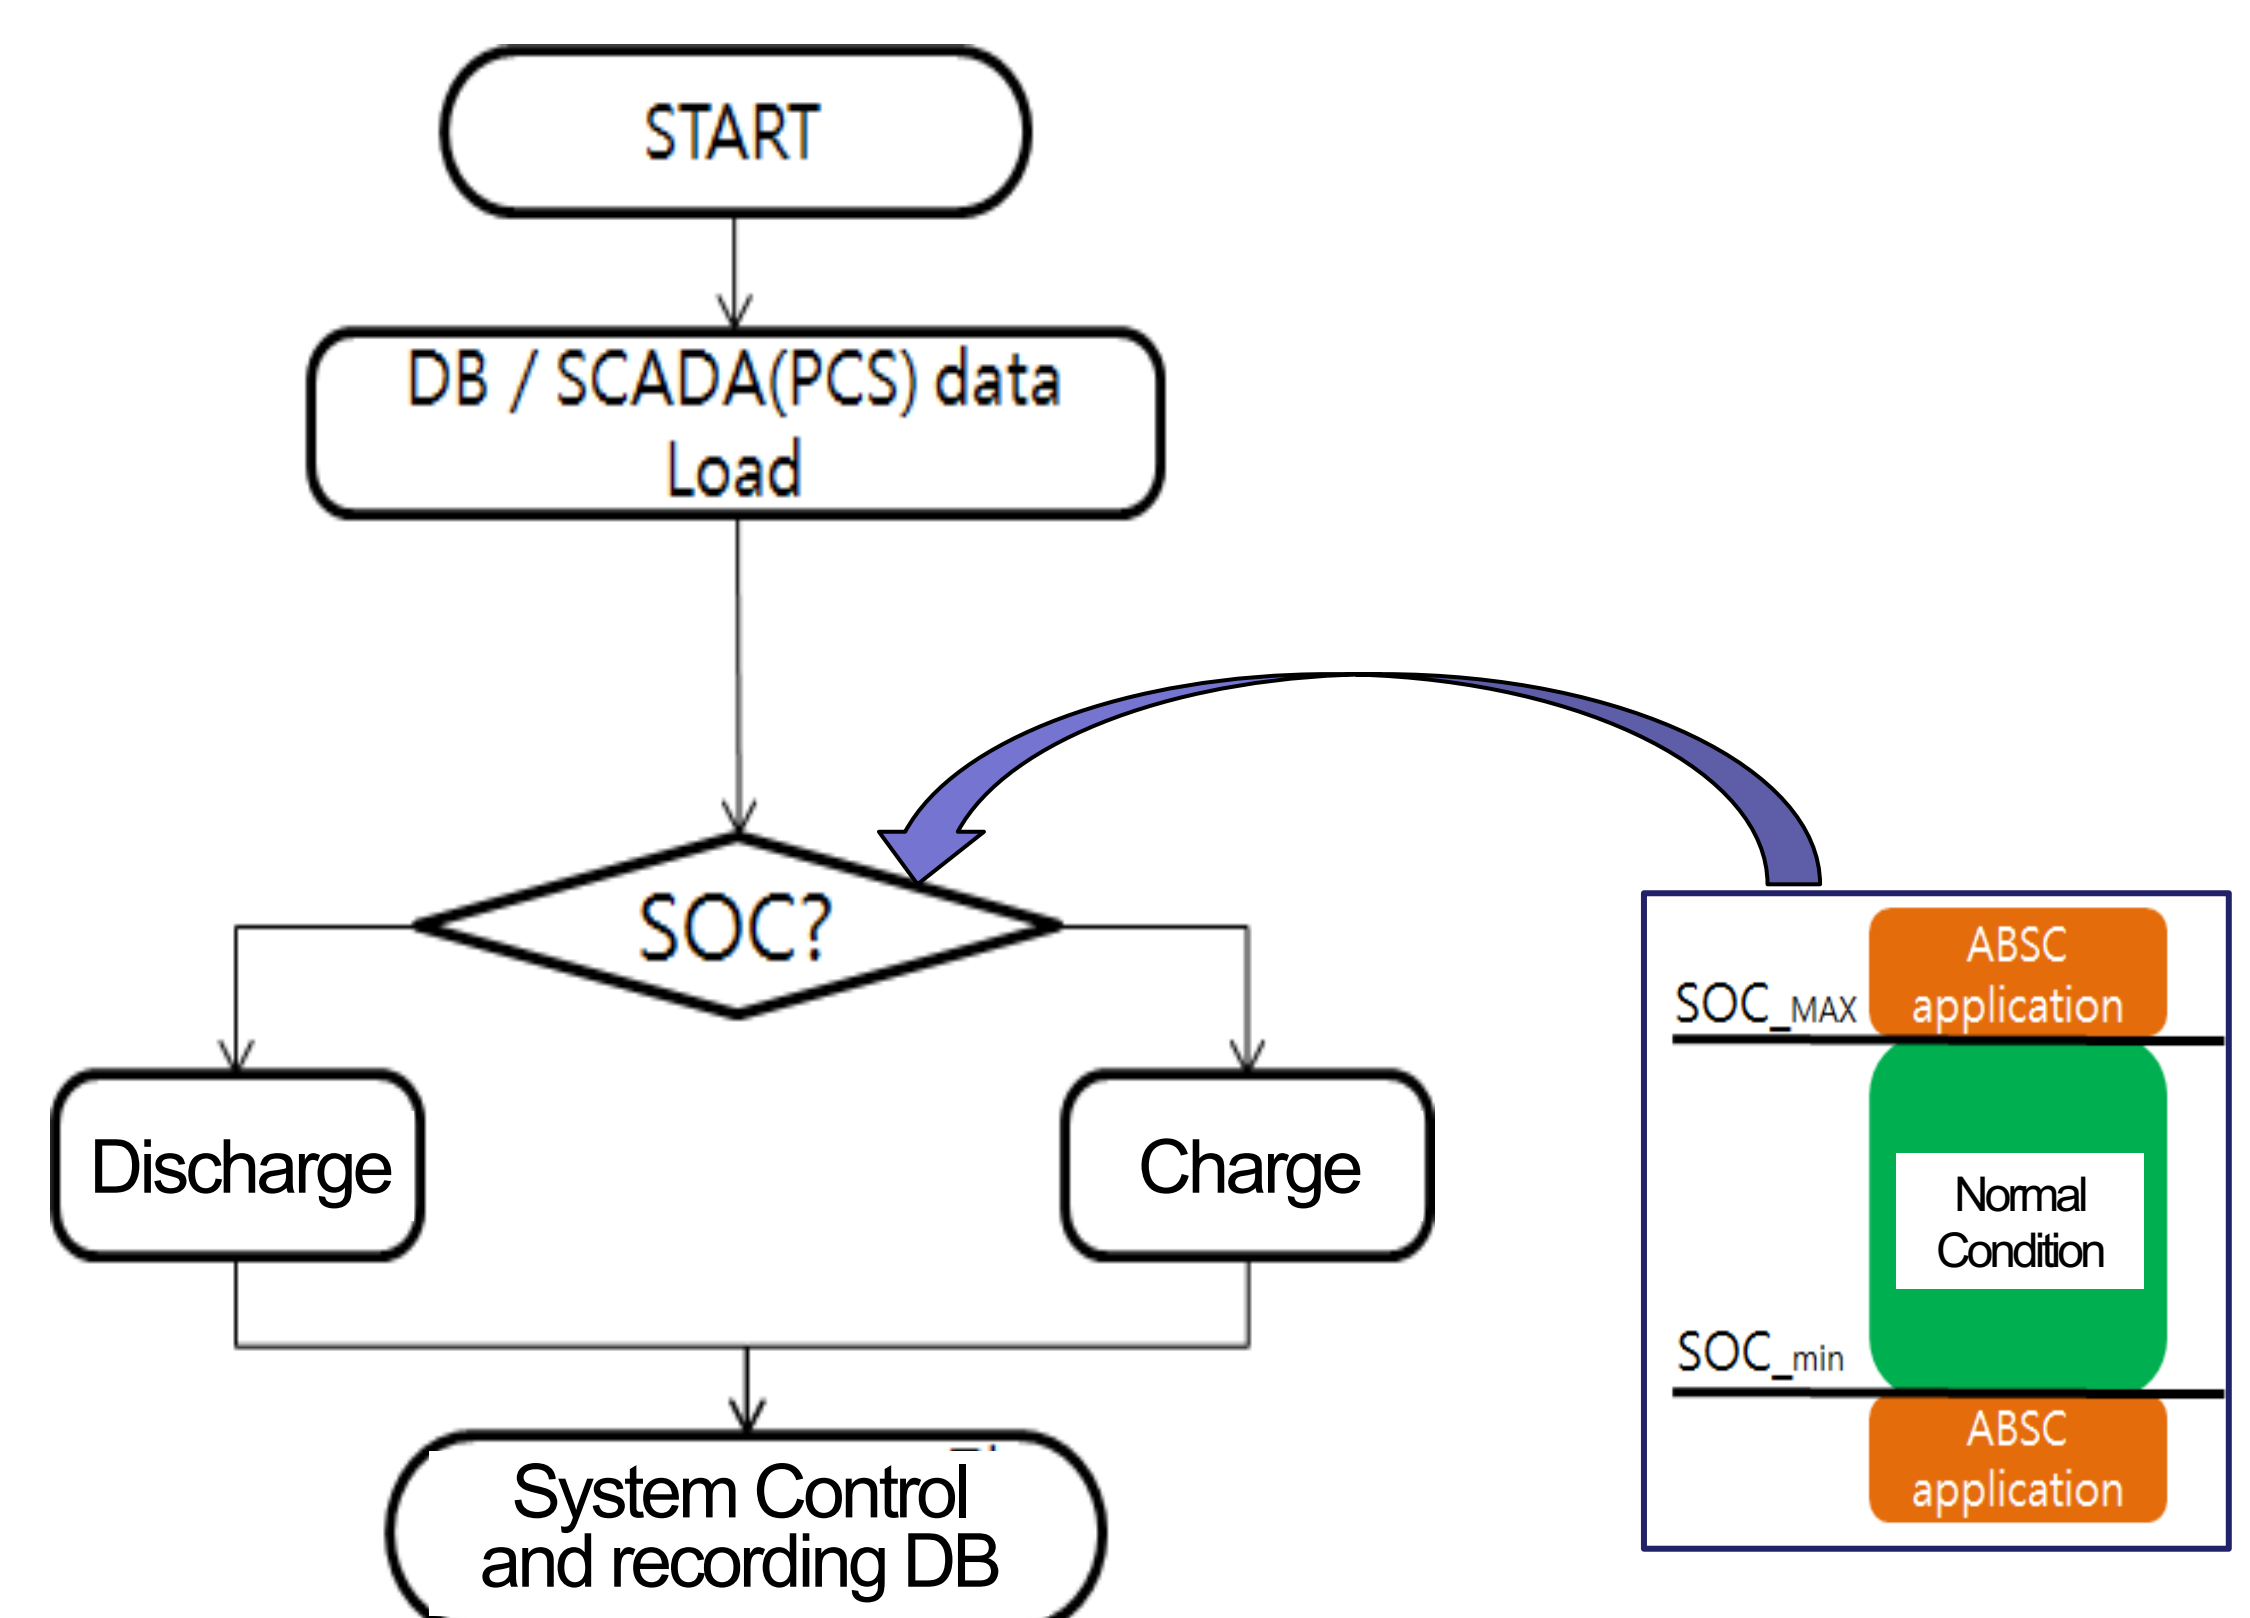 START
DB / SCADA(PCS) data
Load
SOC?
Discharge
Charge
System Control
and recording DB
ABSC
application
SOC_MAX
Normal
Condition
SOC_min
ABSC
application